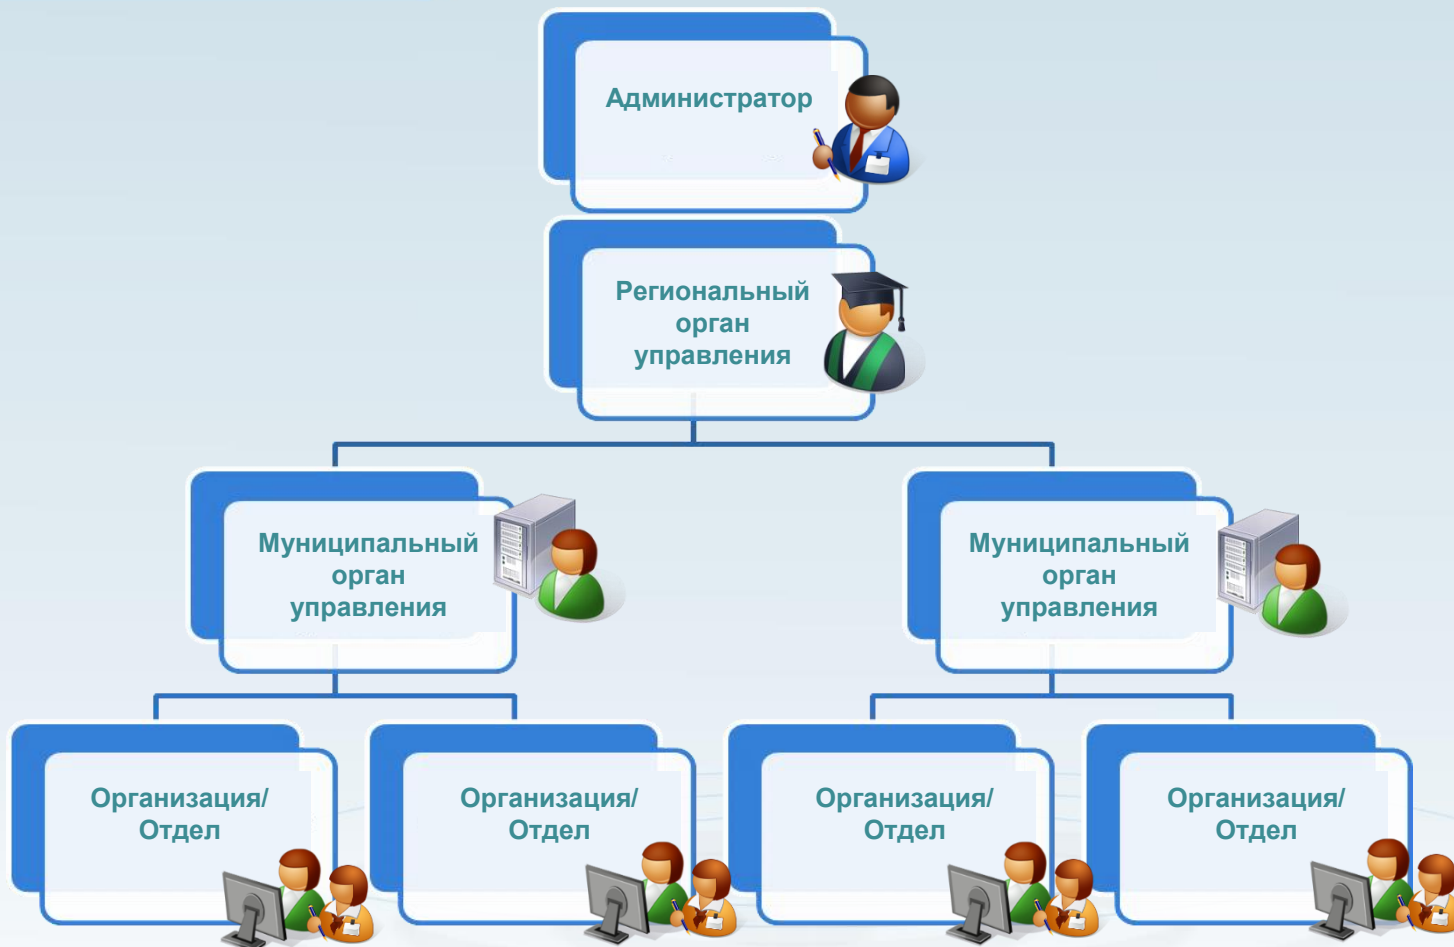 Администратор
Региональный
орган
управления
Муниципальный
орган
управления
Муниципальный
орган
управления
Организация/
Отдел
Организация/
Отдел
Организация/
Отдел
Организация/
Отдел